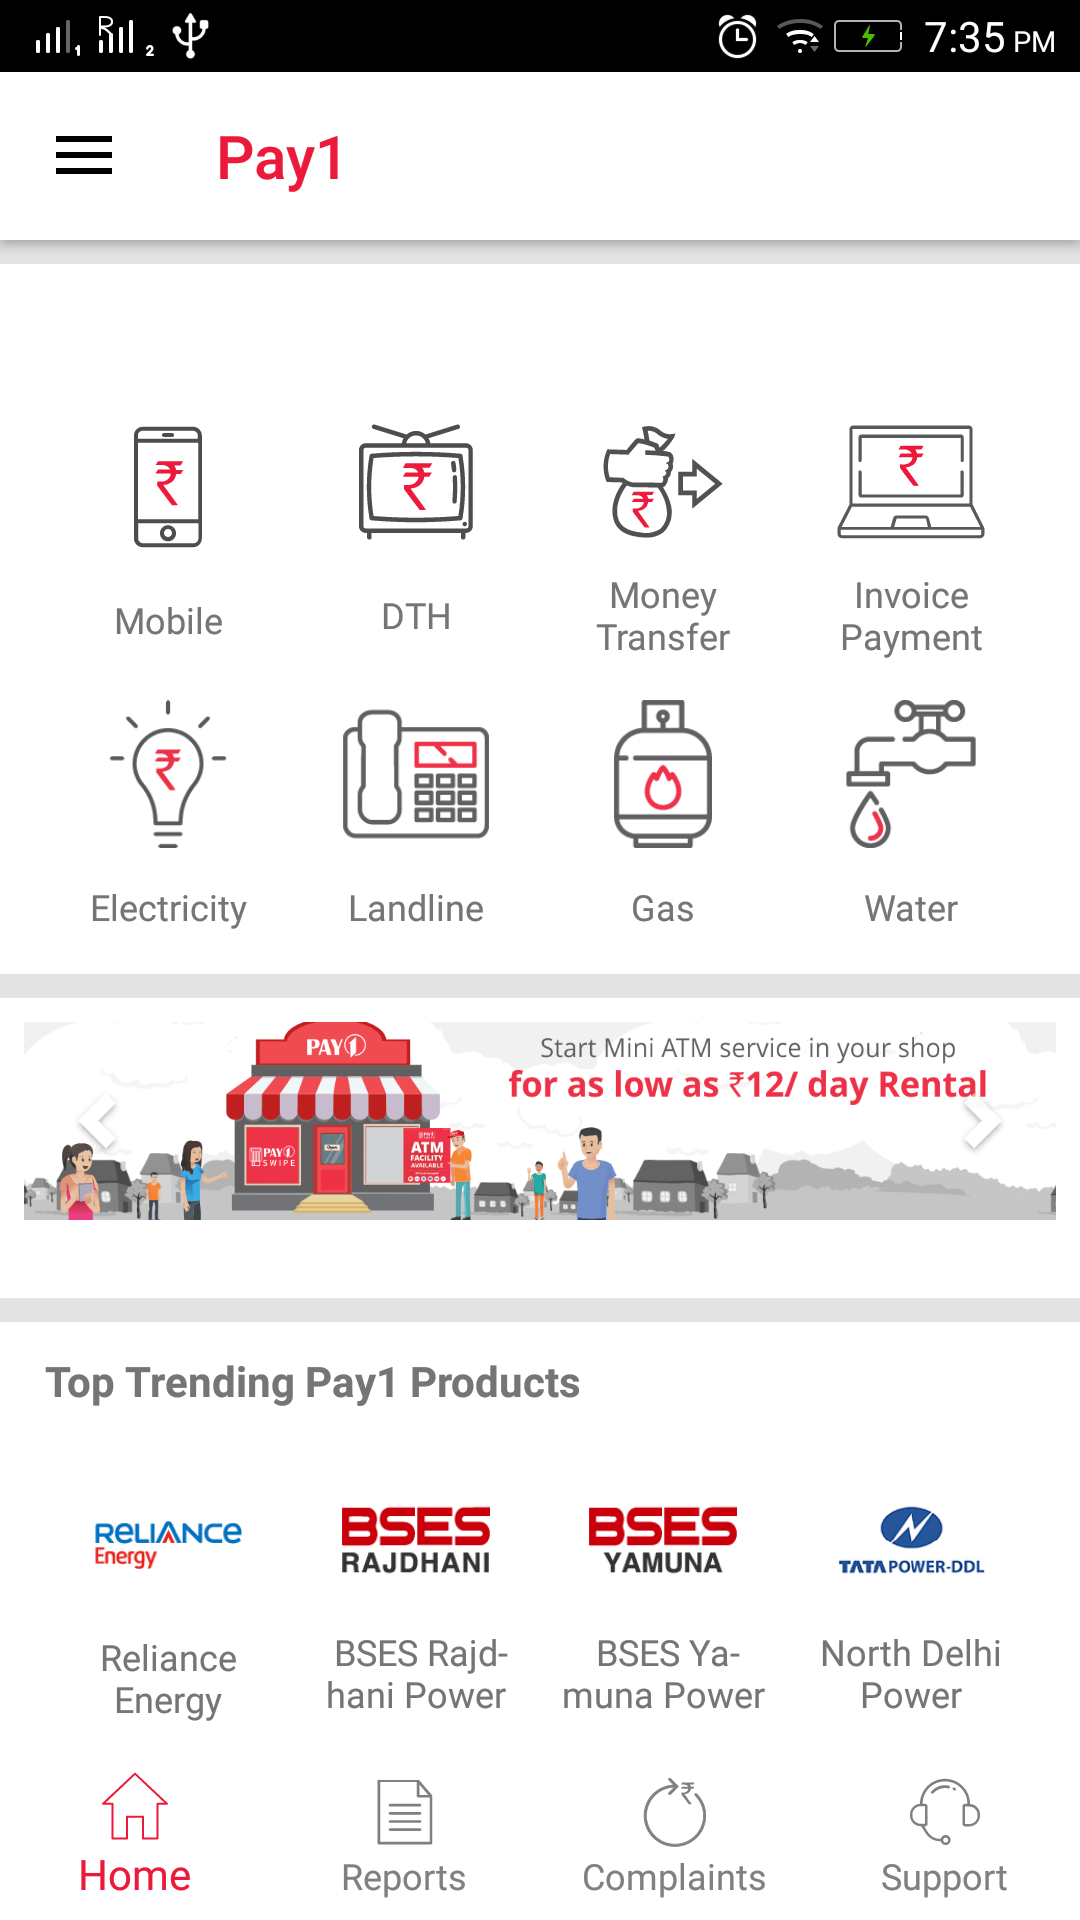 1 R 2 7:35 PM
Pay1
₹ ₹ ₹ ₹
Mobile DTH Money Transfer Invoice Payment
₹
Electricity Landline Gas Water
PAY1
Start Mini ATM service in your shop
for as low as ₹12/ day Rental
Open
PAY1
SWIPE
ATM
FACILITY
AVAILABLE
Top Trending Pay1 Products
RELIANCE
Energy
BSES
RAJDHANI
BSES
YAMUNA
TATA POWER-DDL
Reliance
Energy
BSES Rajd-
hani Power
BSES Ya-
muna Power
North Delhi
Power
₹
Home Reports Complaints Support